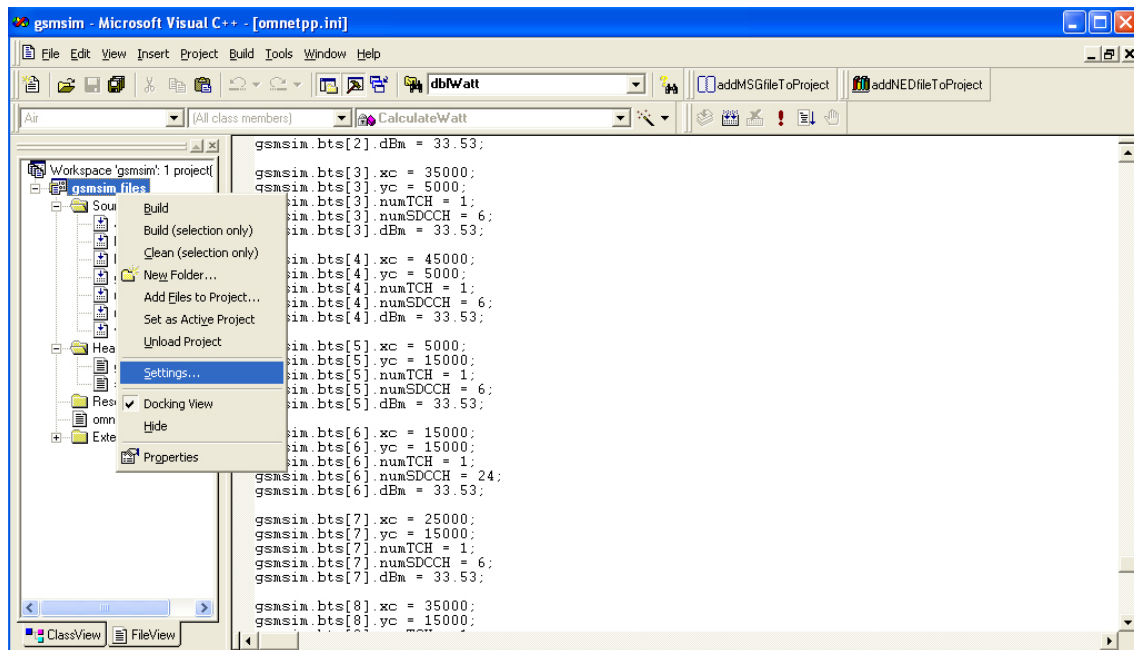 gsmsim - Microsoft Visual C++ - [omnetpp.ini]
File Edit View Insert Project Build Tools Window Help
dblWatt addMSGfileToProject addNEDfileToProject
Air [All class members] CalculateWatt
Workspace 'gsmsim': 1 project(
gsmsim files
Sour
Hea
Res
omn
Exte
Build
Build (selection only)
Clean (selection only)
New Folder...
Add Files to Project...
Set as Active Project
Unload Project
Settings...
Docking View
Hide
Properties
ClassView FileView
gsmsim.bts[2].dBm = 33.53;
gsmsim.bts[3].xc = 35000;
gsmsim.bts[3].yc = 5000;
sim.bts[3].numTCH = 1;
sim.bts[3].numSDCCH = 6;
sim.bts[3].dBm = 33.53;
sim.bts[4].xc = 45000;
sim.bts[4].yc = 5000;
sim.bts[4].numTCH = 1;
sim.bts[4].numSDCCH = 6;
sim.bts[4].dBm = 33.53;
sim.bts[5].xc = 5000;
sim.bts[5].yc = 15000;
sim.bts[5].numTCH = 1;
sim.bts[5].numSDCCH = 6;
sim.bts[5].dBm = 33.53;
sim.bts[6].xc = 15000;
sim.bts[6].yc = 15000;
sim.bts[6].numTCH = 1;
gsmsim.bts[6].numSDCCH = 24;
gsmsim.bts[6].dBm = 33.53;
gsmsim.bts[7].xc = 25000;
gsmsim.bts[7].yc = 15000;
gsmsim.bts[7].numTCH = 1;
gsmsim.bts[7].numSDCCH = 6;
gsmsim.bts[7].dBm = 33.53;
gsmsim.bts[8].xc = 35000;
gsmsim.bts[8].yc = 15000;